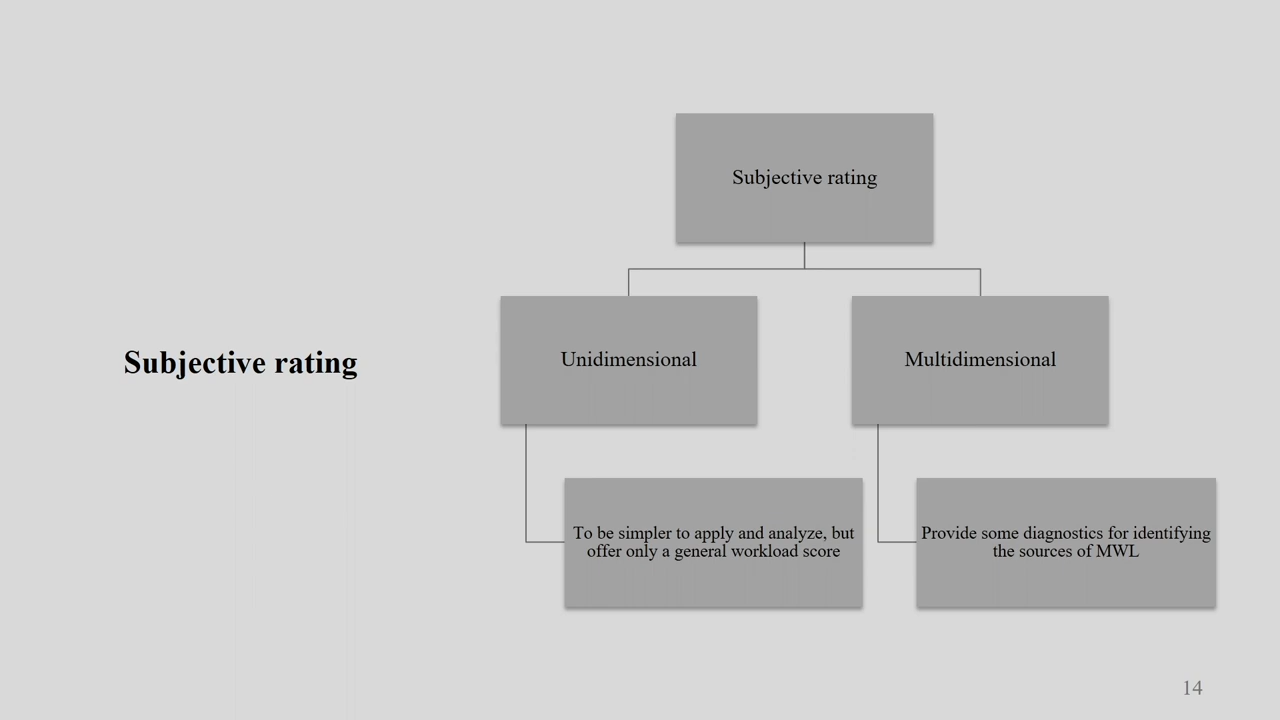 Subjective rating
Subjective rating
Unidimensional
Multidimensional
To be simpler to apply and analyze, but
offer only a general workload score
Provide some diagnostics for identifying
the sources of MWL
14